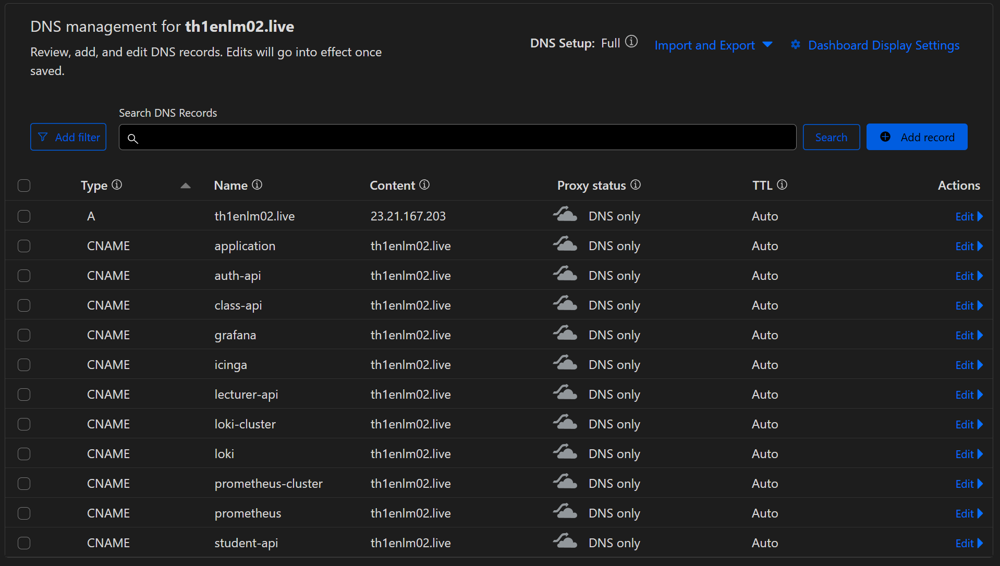 DNS management for th1enlm02.live
Review, add, and edit DNS records. Edits will go into effect once
saved.
DNS Setup: Full
Import and Export
Dashboard Display Settings
Search DNS Records
Add filter
Search
Add record
Type Name Content Proxy status TTL Actions
A th1enlm02.live 23.21.167.203 DNS only Auto Edit
CNAME application th1enlm02.live DNS only Auto Edit
CNAME auth-api th1enlm02.live DNS only Auto Edit
CNAME class-api th1enlm02.live DNS only Auto Edit
CNAME grafana th1enlm02.live DNS only Auto Edit
CNAME icinga th1enlm02.live DNS only Auto Edit
CNAME lecturer-api th1enlm02.live DNS only Auto Edit
CNAME loki-cluster th1enlm02.live DNS only Auto Edit
CNAME loki th1enlm02.live DNS only Auto Edit
CNAME prometheus-cluster th1enlm02.live DNS only Auto Edit
CNAME prometheus th1enlm02.live DNS only Auto Edit
CNAME student-api th1enlm02.live DNS only Auto Edit